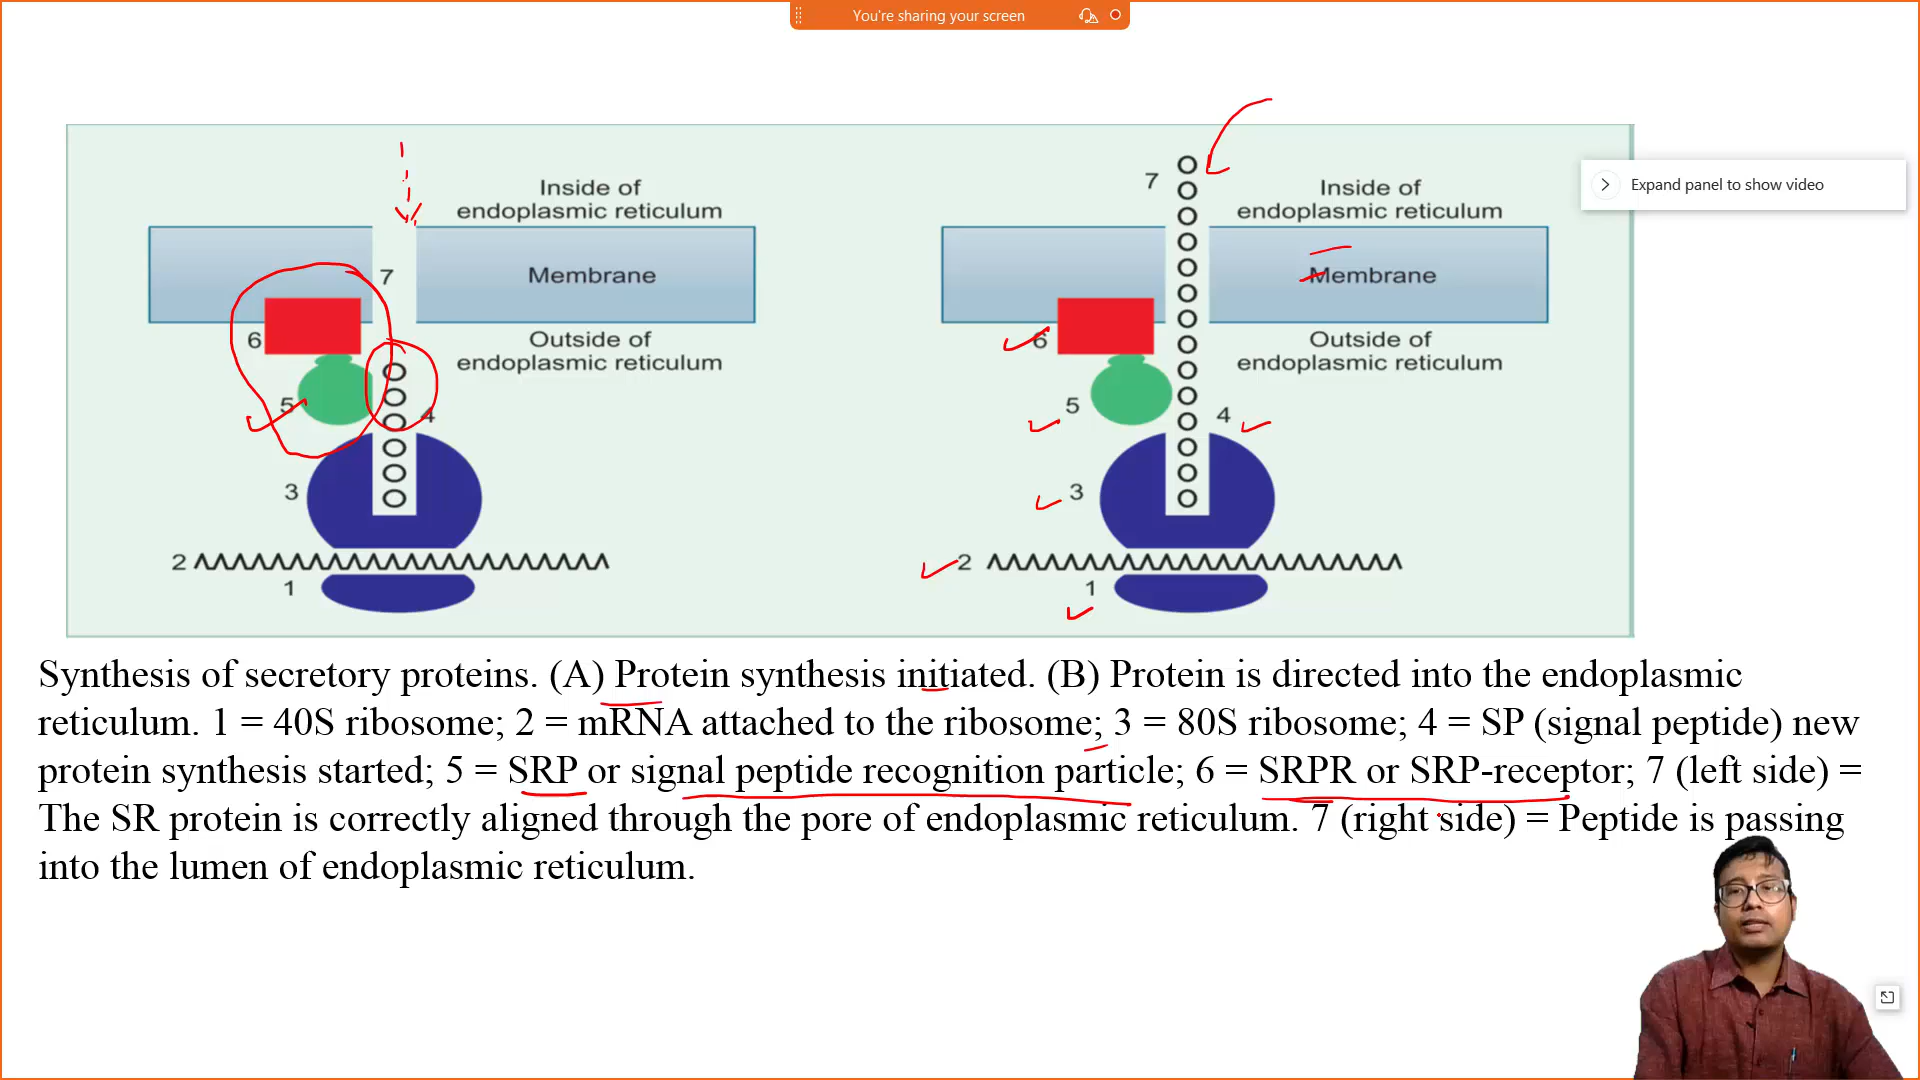 You're sharing your screen
Expand panel to show video
7
Inside of
endoplasmic reticulum
Inside of
endoplasmic reticulum
7
Membrane
Membrane
6
Outside of
endoplasmic reticulum
6
Outside of
endoplasmic reticulum
5
4
5
4
3
3
2
2
1
1
Synthesis of secretory proteins. (A) Protein synthesis initiated. (B) Protein is directed into the endoplasmic
reticulum. 1 = 40S ribosome; 2 = mRNA attached to the ribosome; 3 = 80S ribosome; 4 = SP (signal peptide) new
protein synthesis started; 5 = SRP or signal peptide recognition particle; 6 = SRPR or SRP-receptor; 7 (left side) =
The SR protein is correctly aligned through the pore of endoplasmic reticulum. 7 (right side) = Peptide is passing
into the lumen of endoplasmic reticulum.